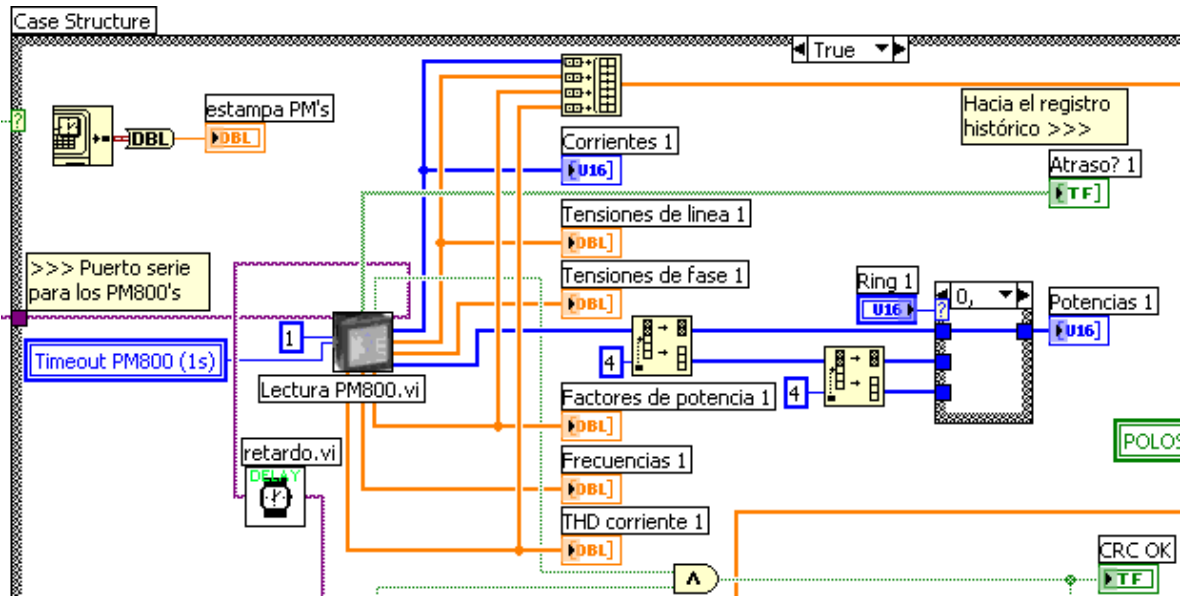 Case Structure
True
estampa PM's
DBL
DBL
Hacia el registro
histórico >>>
Corrientes 1
U16
Atraso? 1
TF
Tensiones de linea 1
DBL
>>> Puerto serie
para los PM800's
Tensiones de fase 1
DBL
Ring 1
U16
0,
Potencias 1
U16
?
?
1
Timeout PM800 (1s)
4
4
Lectura PM800.vi
Factores de potencia 1
DBL
POLOS
retardo.vi
DELAY
Frecuencias 1
DBL
THD corriente 1
DBL
CRC OK
TF